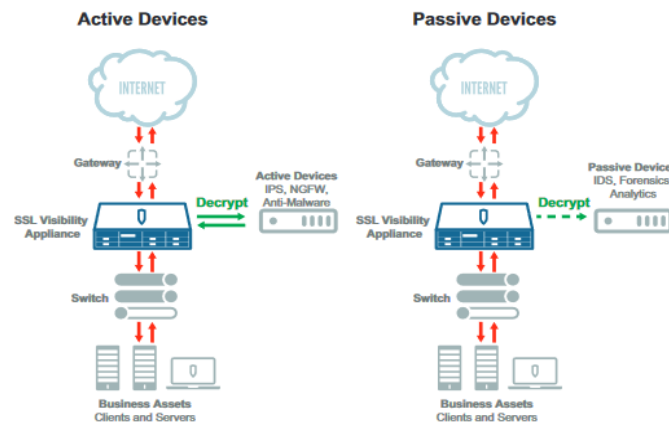 Active Devices
INTERNET
Gateway
Active Devices
IPS, NGFW,
Anti-Malware
Decrypt
SSL Visibility
Appliance
Switch
Business Assets
Clients and Servers
Passive Devices
INTERNET
Gateway
Passive Device
IDS, Forensics
Analytics
Decrypt
SSL Visibility
Appliance
Switch
Business Assets
Clients and Servers